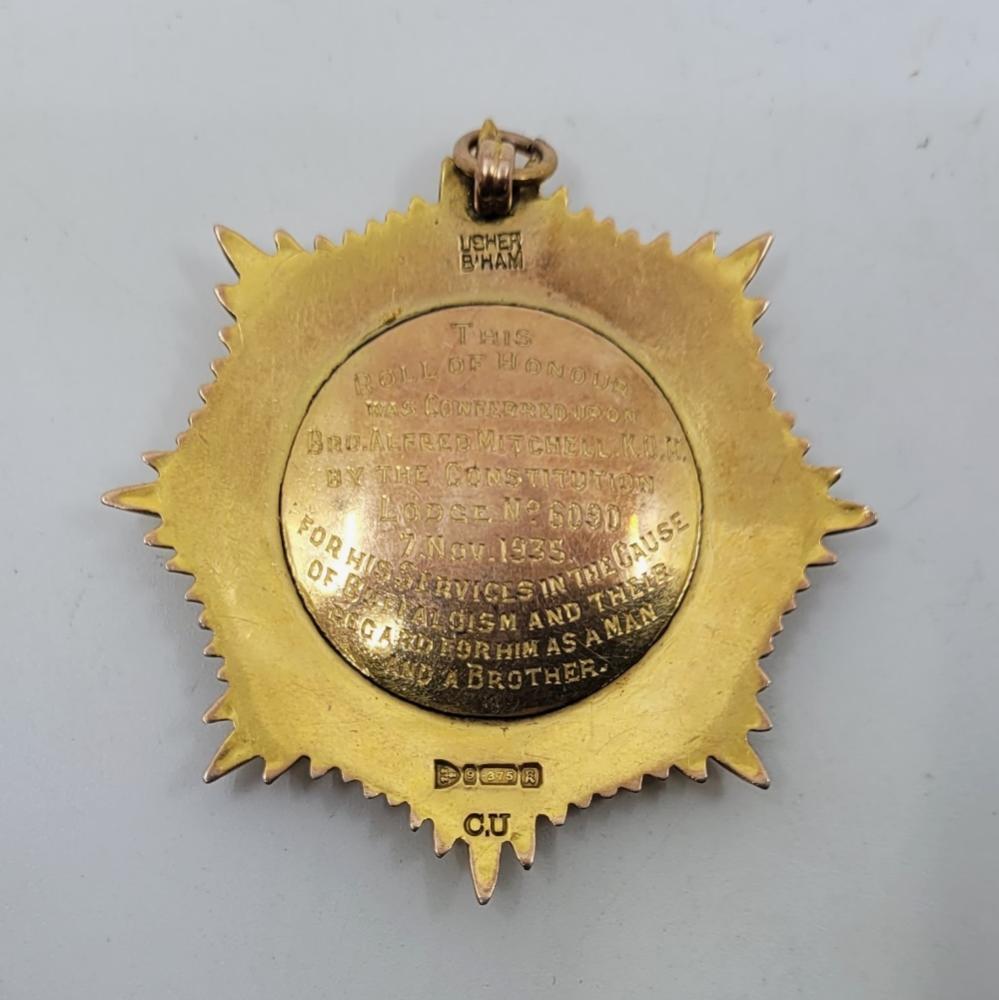 USHER
B'HAM
THIS
ROLL OF HONOUR
WAS CONFERRED UPON
BRO. ALFRED MITCHELL. K.O.M.
BY THE CONSTITUTION
LODGE NO 6090
7. NOV. 1935
FOR HIS SERVICES IN THE CAUSE
OF BUFFALOISM AND THEIR
REGARD FOR HIM AS A MAN
AND A BROTHER.
9 .375 R
C.U